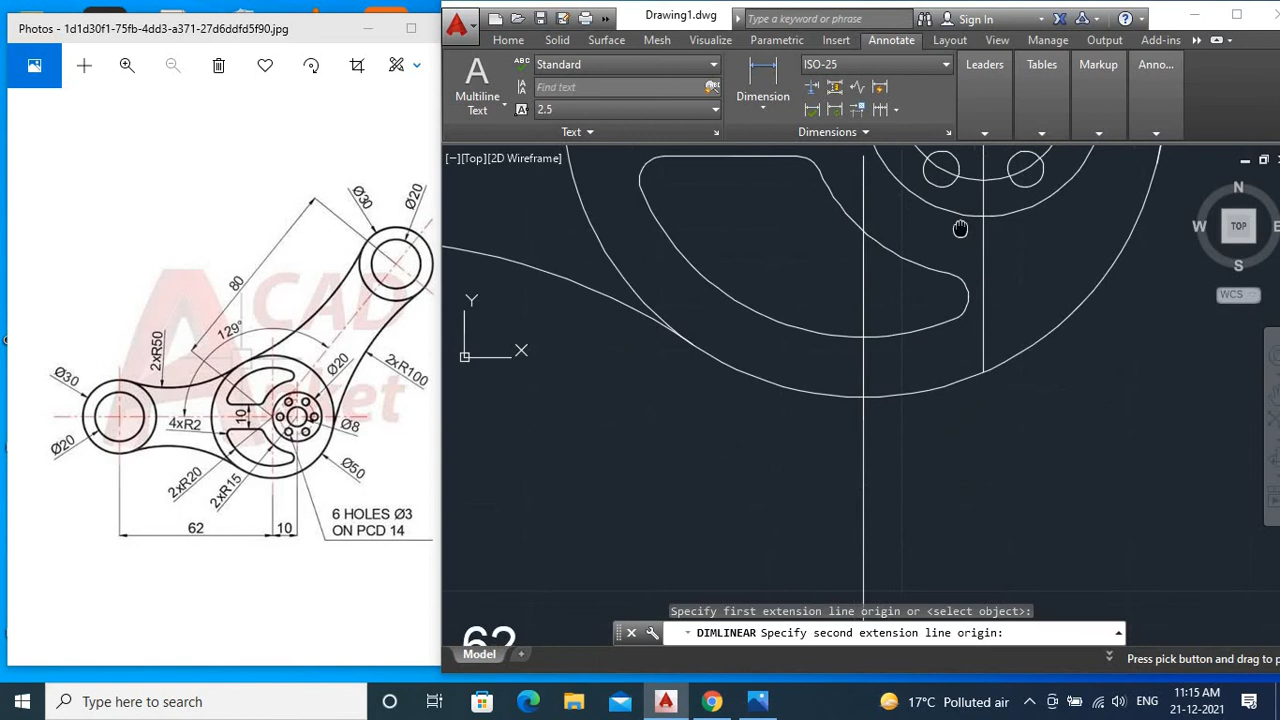 Photos - 1d1d30f1-75fb-4dd3-a371-27d6ddfd5f90.jpg
Drawing1.dwg
Type a keyword or phrase
Sign In
Home Solid Surface Mesh Visualize Parametric Insert Annotate Layout View Manage Output Add-ins
Multiline
Text
Standard
Find text
2.5
Text
Dimension
ISO-25
Dimensions
Leaders
Tables
Markup
Anno...
[−][Top][2D Wireframe]
N
W
TOP
E
S
WCS
Y
X
Ø30
Ø20
80
129°
2xR50
Ø20
2xR100
Ø30
4xR2
10
Ø8
Ø20
2xR20
2xR15
Ø50
6 HOLES Ø3
ON PCD 14
62
10
ACAD
62
Specify first extension line origin or <select object>:
DIMLINEAR Specify second extension line origin:
Model
Press pick button and drag to p
Type here to search
17°C Polluted air
ENG
11:15 AM
21-12-2021